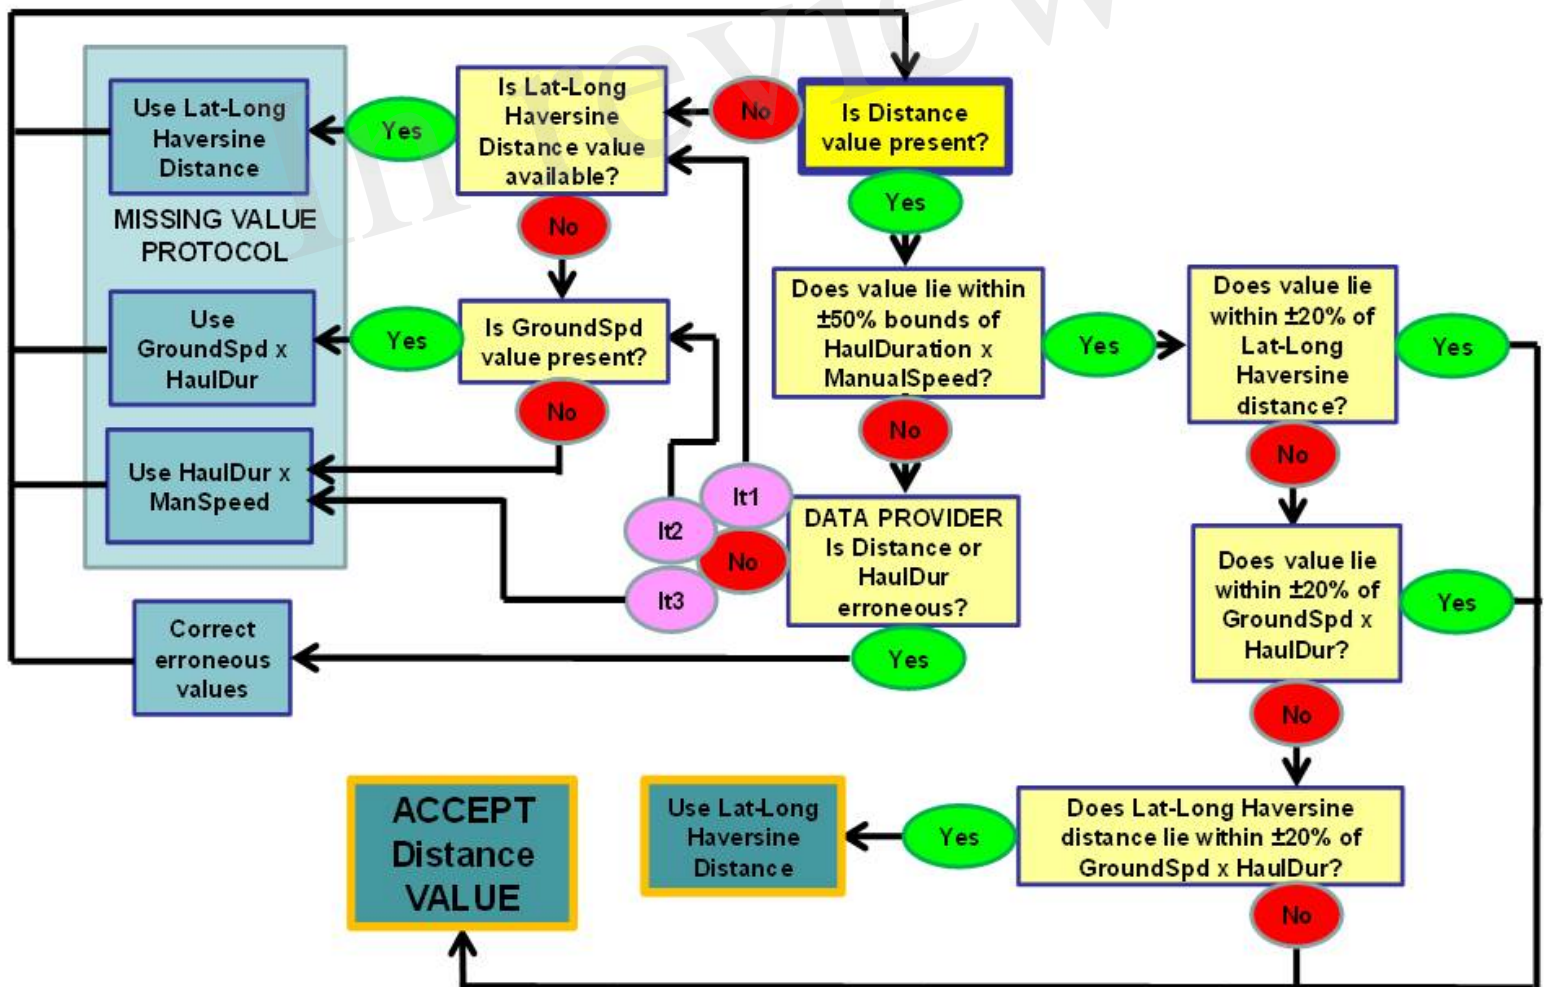 In review
Use Lat-Long
Haversine
Distance
Yes
Is Lat-Long
Haversine
Distance value
available?
No
Is Distance
value present?
MISSING VALUE
PROTOCOL
No
Yes
Use
GroundSpd x
HaulDur
Yes
Is GroundSpd
value present?
No
Does value lie within
±50% bounds of
HaulDuration x
ManualSpeed?
Yes
Does value lie
within ±20% of
Lat-Long
Haversine
distance?
Yes
No
No
Use HaulDur x
ManSpeed
It1
It2
No
It3
DATA PROVIDER
Is Distance or
HaulDur
erroneous?
Yes
Does value lie
within ±20% of
GroundSpd x
HaulDur?
Yes
No
Correct
erroneous
values
ACCEPT
Distance
VALUE
Use Lat-Long
Haversine
Distance
Yes
Does Lat-Long Haversine
distance lie within ±20% of
GroundSpd x HaulDur?
No